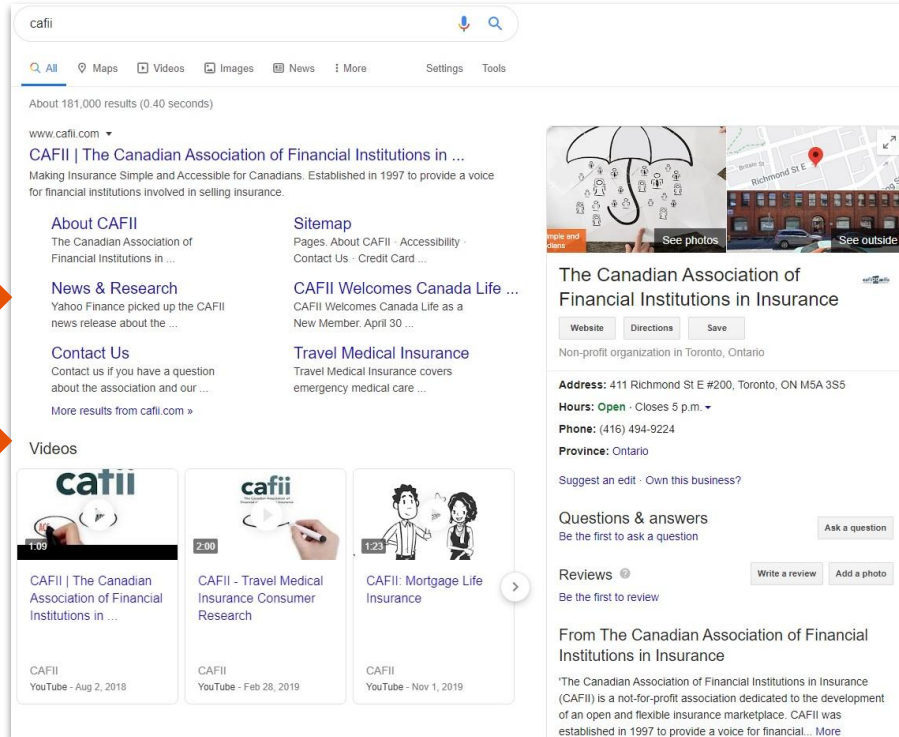 cafii
All
Maps
Videos
Images
News
More
Settings
Tools
About 181,000 results (0.40 seconds)
www.cafii.com
CAFII | The Canadian Association of Financial Institutions in ...
Making Insurance Simple and Accessible for Canadians. Established in 1997 to provide a voice
for financial institutions involved in selling insurance.
About CAFII
The Canadian Association of
Financial Institutions in ...
Sitemap
Pages. About CAFII · Accessibility ·
Contact Us · Credit Card ...
News & Research
Yahoo Finance picked up the CAFII
news release about the ...
CAFII Welcomes Canada Life ...
CAFII Welcomes Canada Life as a
New Member. April 30 ...
Contact Us
Contact us if you have a question
about the association and our ...
Travel Medical Insurance
Travel Medical Insurance covers
emergency medical care ...
More results from cafii.com »
Videos
cafii
1:09
CAFII | The Canadian
Association of Financial
Institutions in ...
CAFII
YouTube - Aug 2, 2018
cafii
2:00
CAFII - Travel Medical
Insurance Consumer
Research
CAFII
YouTube - Feb 28, 2019
1:23
CAFII: Mortgage Life
Insurance
CAFII
YouTube - Nov 1, 2019
See photos
Richmond St E
See outside
The Canadian Association of
Financial Institutions in Insurance
Website
Directions
Save
Non-profit organization in Toronto, Ontario
Address: 411 Richmond St E #200, Toronto, ON M5A 3S5
Hours: Open · Closes 5 p.m.
Phone: (416) 494-9224
Province: Ontario
Suggest an edit · Own this business?
Questions & answers
Be the first to ask a question
Ask a question
Reviews
Be the first to review
Write a review
Add a photo
From The Canadian Association of Financial
Institutions in Insurance
"The Canadian Association of Financial Institutions in Insurance
(CAFII) is a not-for-profit association dedicated to the development
of an open and flexible insurance marketplace. CAFII was
established in 1997 to provide a voice for financial... More